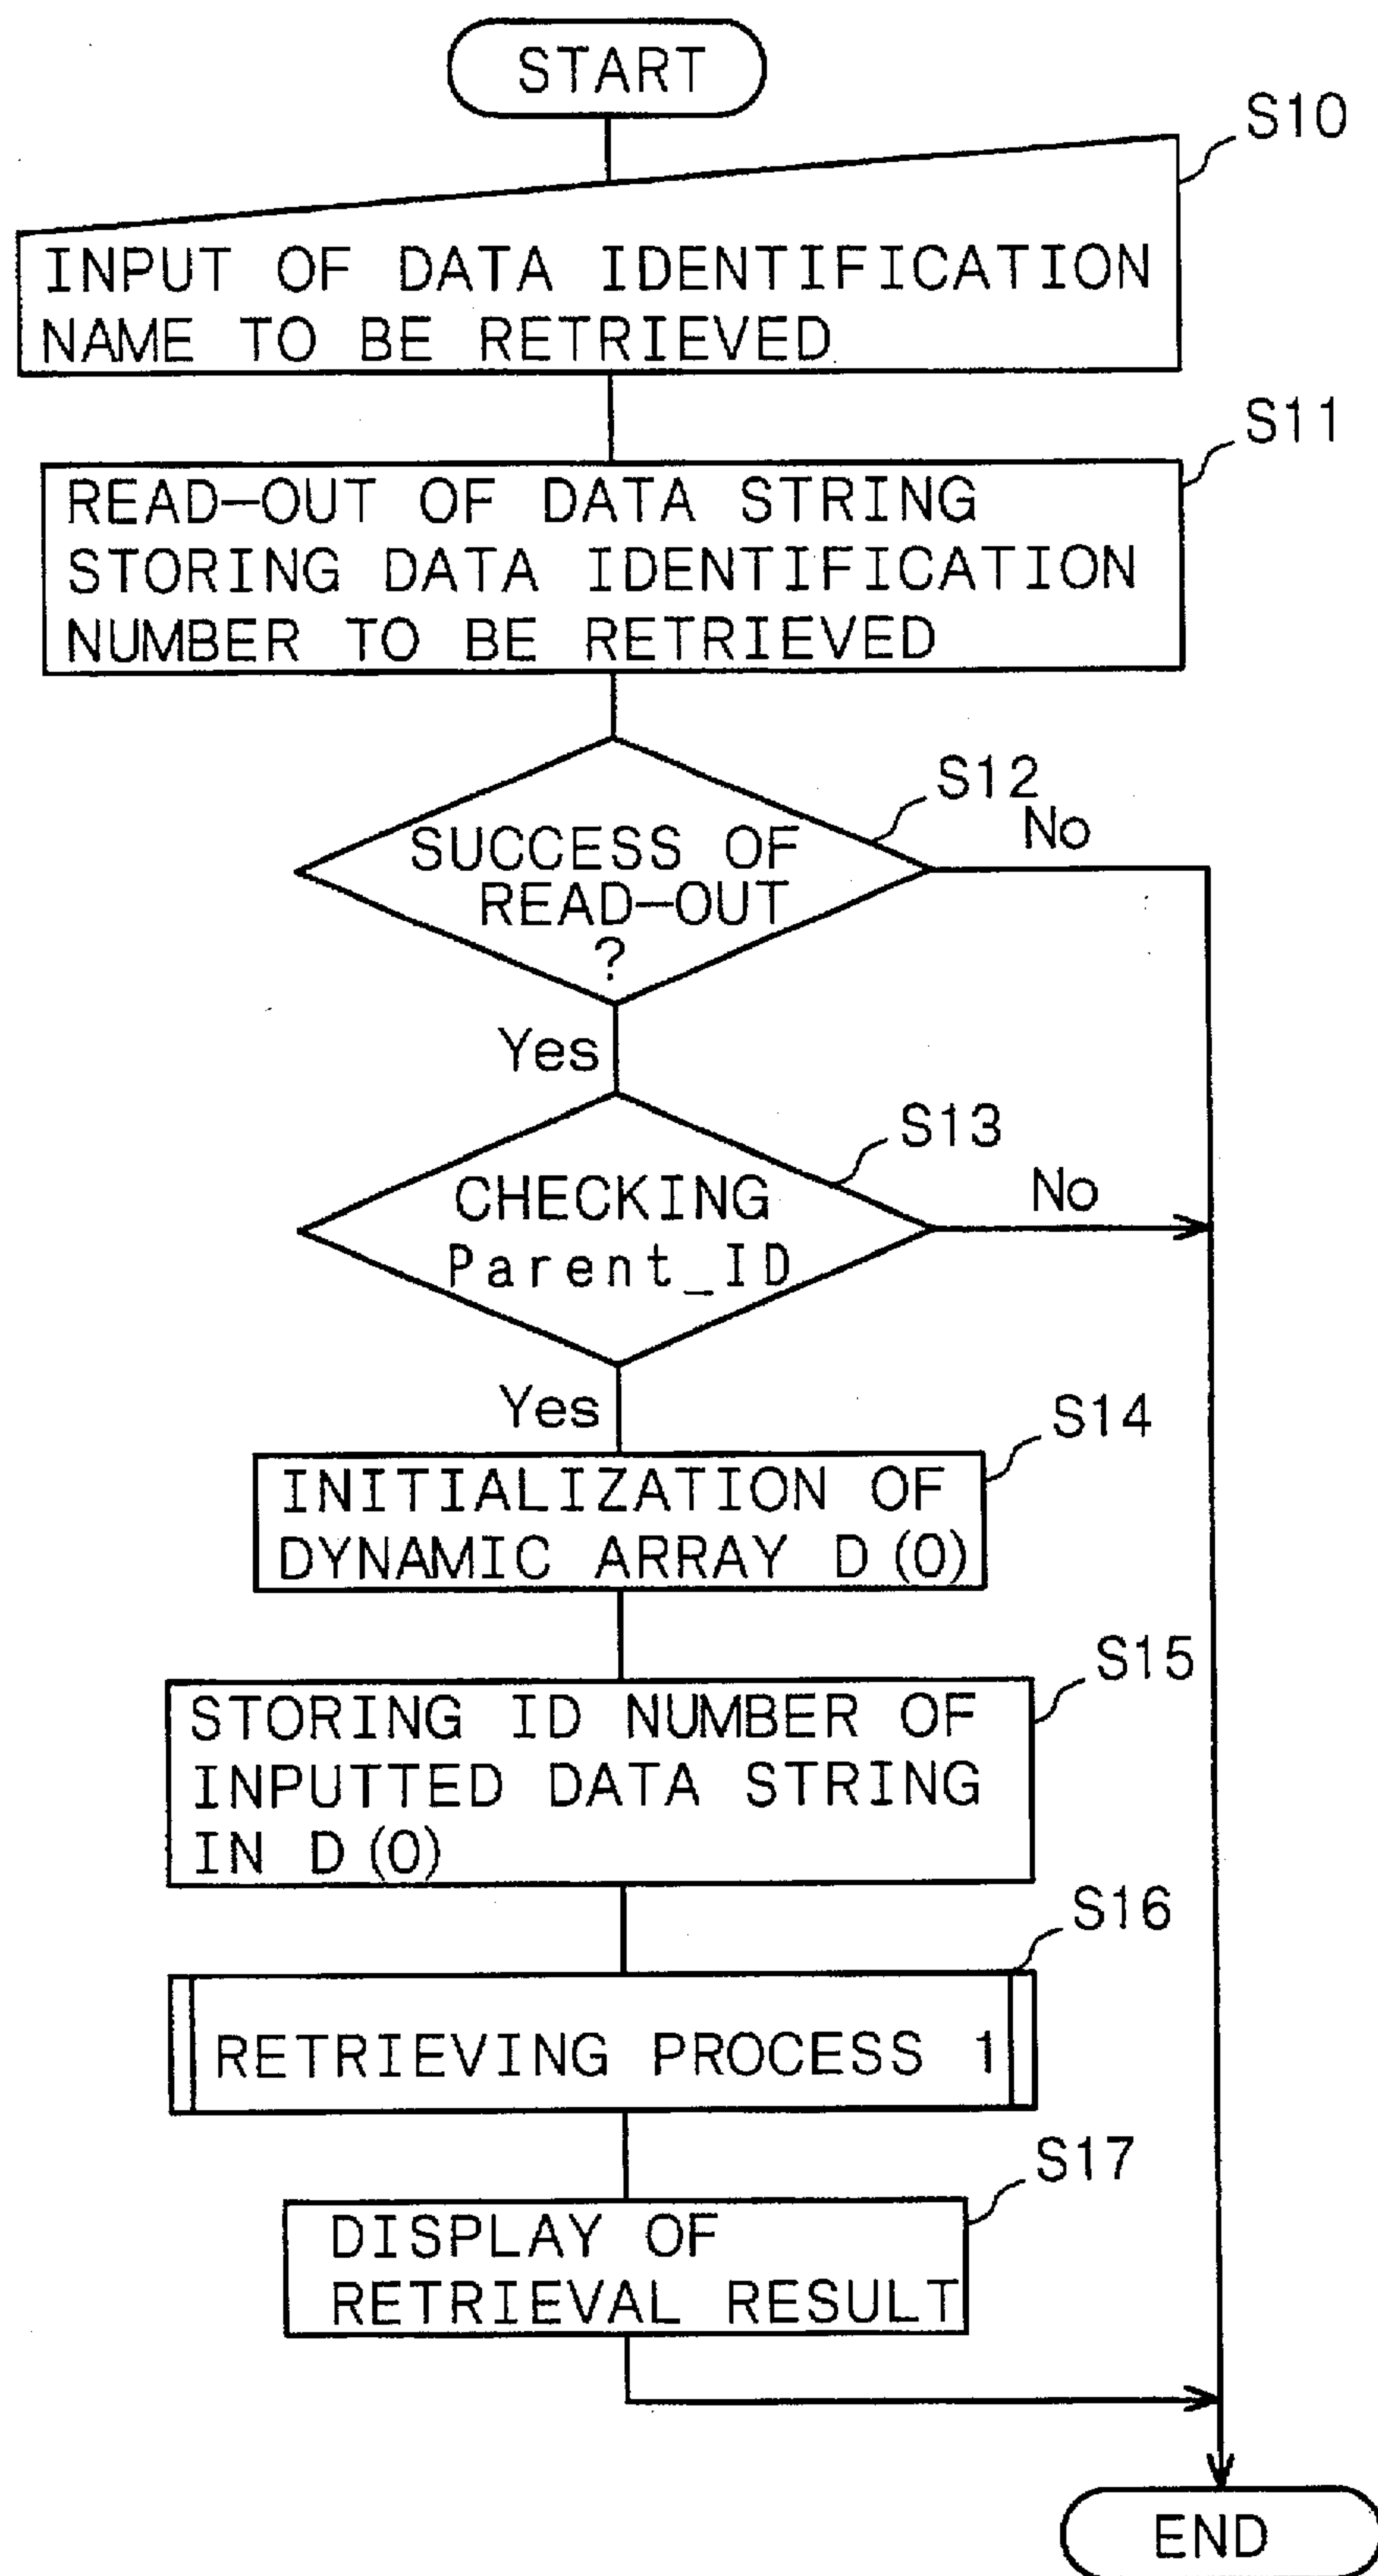 START
S10
INPUT OF DATA IDENTIFICATION
NAME TO BE RETRIEVED
S11
READ-OUT OF DATA STRING
STORING DATA IDENTIFICATION
NUMBER TO BE RETRIEVED
S12
No
SUCCESS OF
READ-OUT
?
Yes
S13
No
CHECKING
Parent_ID
Yes
S14
INITIALIZATION OF
DYNAMIC ARRAY D(0)
S15
STORING ID NUMBER OF
INPUTTED DATA STRING
IN D(0)
S16
RETRIEVING PROCESS 1
S17
DISPLAY OF
RETRIEVAL RESULT
END